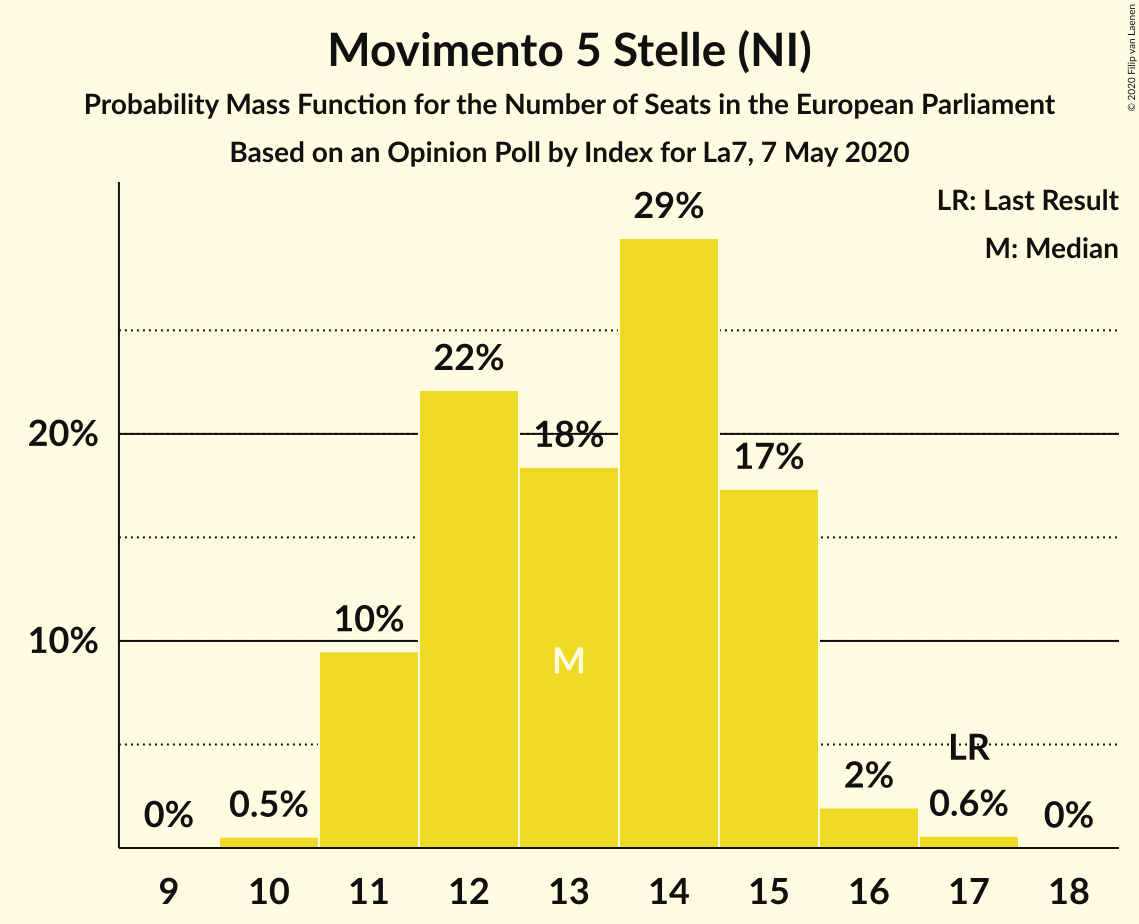 Movimento 5 Stelle (NI)
Probability Mass Function for the Number of Seats in the European Parliament
Based on an Opinion Poll by Index for La7, 7 May 2020
© 2020 Filip van Laenen
LR: Last Result
M: Median
29%
22%
20%
18%
17%
10%
10%
M
LR
2%
0%
0.5%
0.6%
0%
9 10 11 12 13 14 15 16 17 18